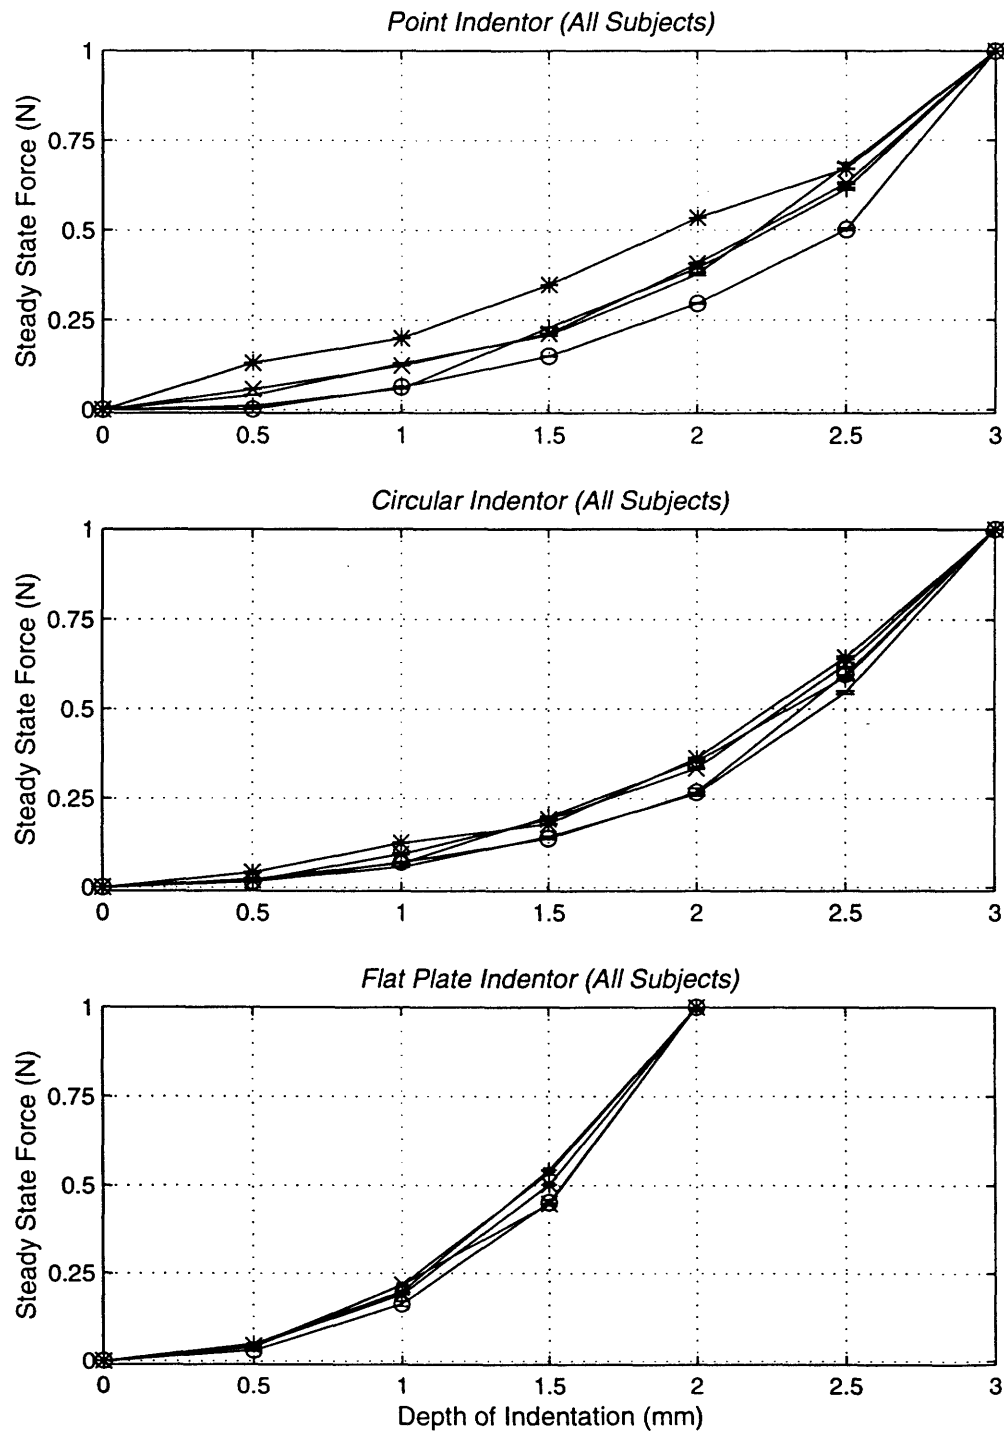 Point Indentor (All Subjects)
Steady State Force (N)
1
0.75
0.5
0.25
0
0 0.5 1 1.5 2 2.5 3
Circular Indentor (All Subjects)
Steady State Force (N)
1
0.75
0.5
0.25
0
0 0.5 1 1.5 2 2.5 3
Flat Plate Indentor (All Subjects)
Steady State Force (N)
1
0.75
0.5
0.25
0
0 0.5 1 1.5 2 2.5 3
Depth of Indentation (mm)